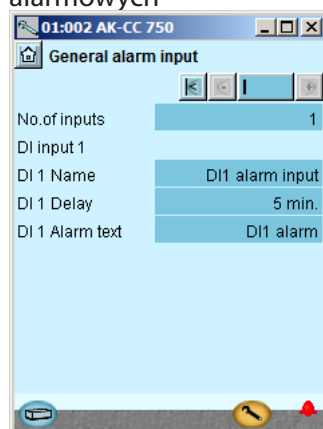 alarmowych
01:002 AK-CC 750
General alarm input
No.of inputs 1
DI input 1
DI 1 Name DI1 alarm input
DI 1 Delay 5 min.
DI 1 Alarm text DI1 alarm